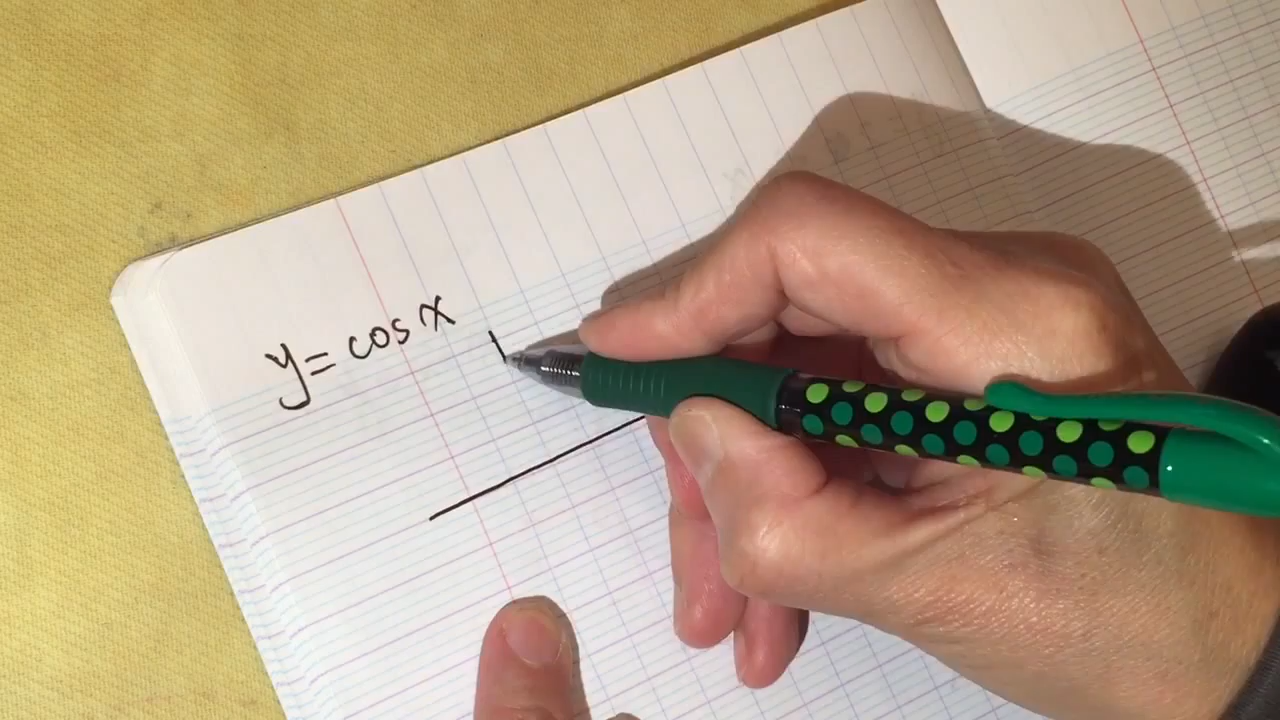 y = cos x